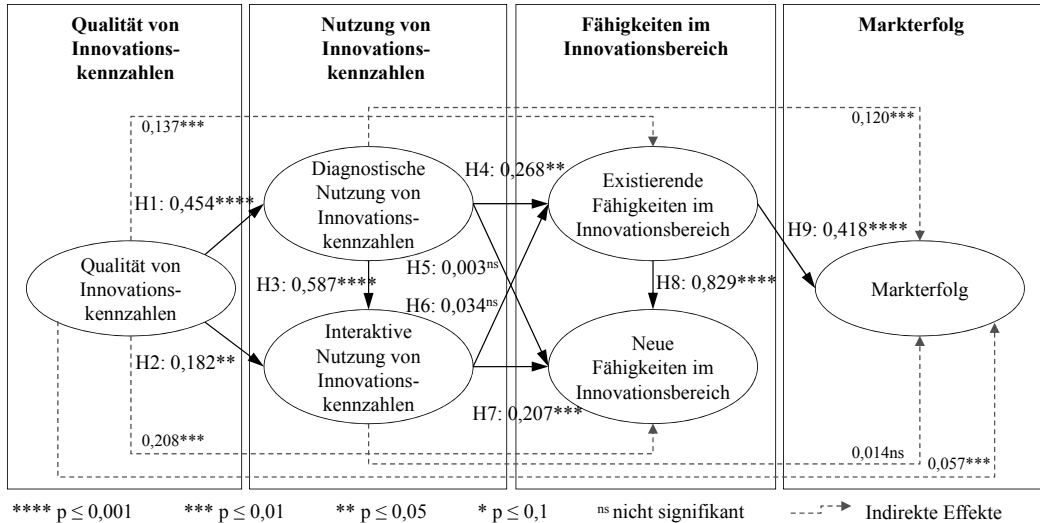 Qualität von
Innovations-
kennzahlen
Nutzung von
Innovations-
kennzahlen
Fähigkeiten im
Innovationsbereich
Markterfolg
0,137***
0,120***
H1: 0,454****
Diagnostische
Nutzung von
Innovations-
kennzahlen
H4: 0,268**
Existierende
Fähigkeiten im
Innovationsbereich
H9: 0,418****
Qualität von
Innovations-
kennzahlen
H3: 0,587****
H5: 0,003ns
H6: 0,034ns
H8: 0,829****
Markterfolg
H2: 0,182**
Interaktive
Nutzung von
Innovations-
kennzahlen
H7: 0,207***
Neue
Fähigkeiten im
Innovationsbereich
0,208***
0,014ns
0,057***
**** p ≤ 0,001 *** p ≤ 0,01 ** p ≤ 0,05 * p ≤ 0,1 ns nicht signifikant Indirekte Effekte